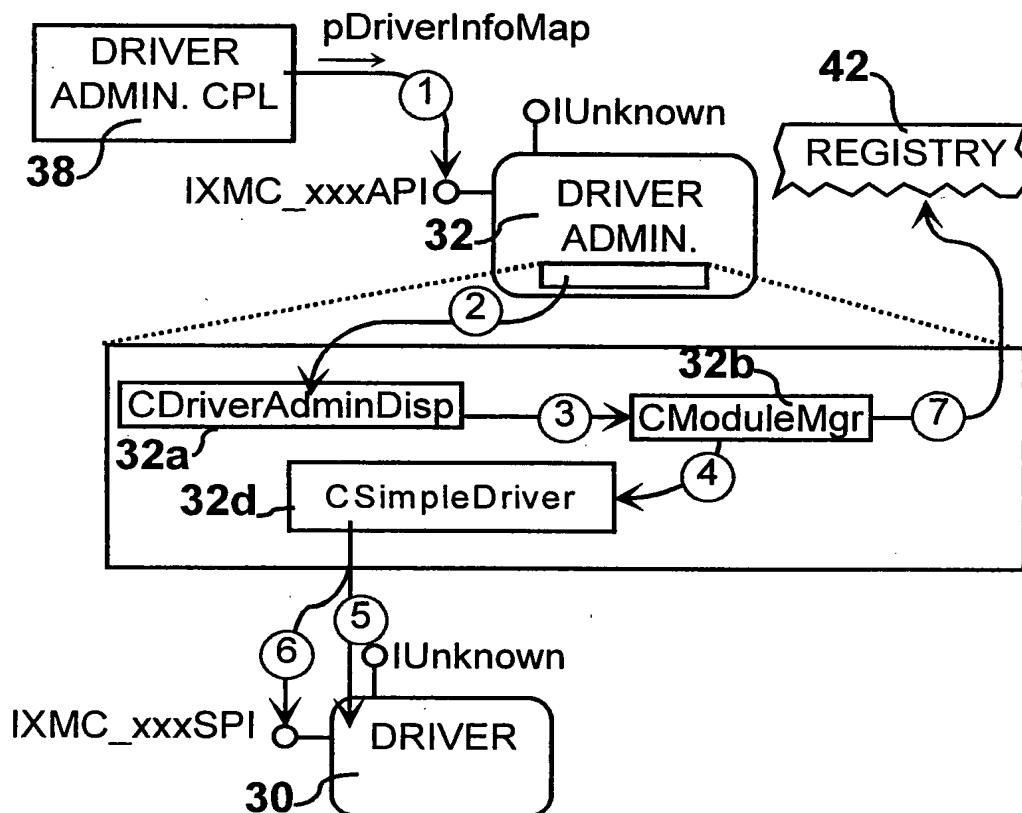 pDriverInfoMap
DRIVER
ADMIN. CPL
38
1
42
IUnknown
REGISTRY
IXMC_xxxAPI
DRIVER
ADMIN.
32
2
32b
CDriverAdminDisp
3
CModuleMgr
7
32a
4
32d
CSimpleDriver
5
6
IUnknown
IXMC_xxxSPI
DRIVER
30